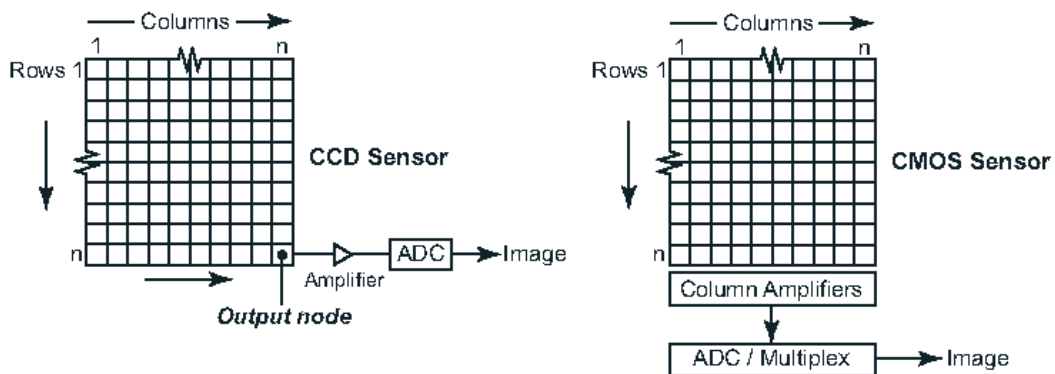 Columns
1 n
Rows 1
n
CCD Sensor
Amplifier
ADC
Image
Output node
Columns
1 n
Rows 1
n
CMOS Sensor
Column Amplifiers
ADC / Multiplex
Image